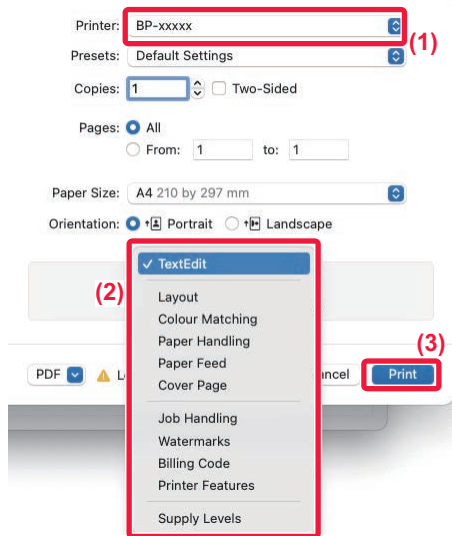 Printer: BP-xxxxx
(1)
Presets: Default Settings
Copies: 1 Two-Sided
Pages: All
From: 1 to: 1
Paper Size: A4 210 by 297 mm
Orientation: Portrait Landscape
(2)
✓ TextEdit
Layout
Colour Matching
Paper Handling
Paper Feed
Cover Page
Job Handling
Watermarks
Billing Code
Printer Features
Supply Levels
(3)
PDF L ncel Print